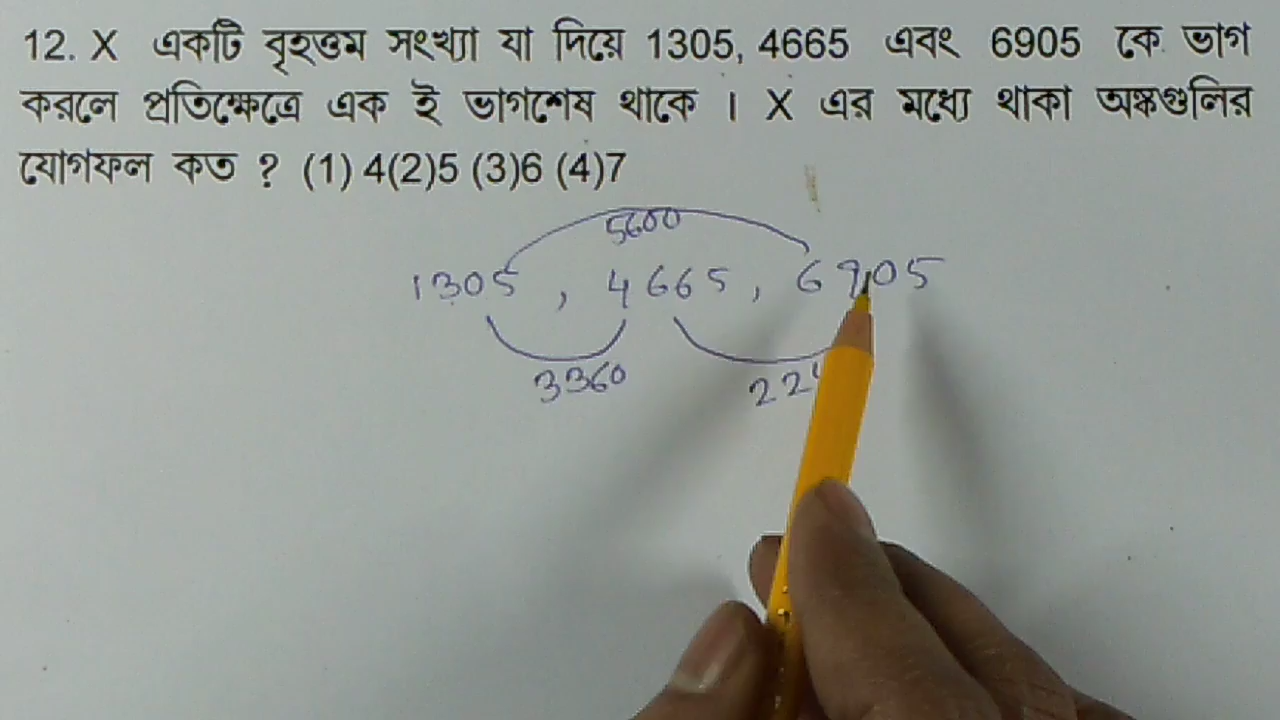 12. X একটি বৃহত্তম সংখ্যা যা দিয়ে 1305, 4665 এবং 6905 কে ভাগ
করলে প্রতিক্ষেত্রে এক ই ভাগশেষ থাকে । X এর মধ্যে থাকা অঙ্কগুলির
যোগফল কত ? (1) 4(2)5 (3)6 (4)7
5600
1305 , 4665 , 6905
3360